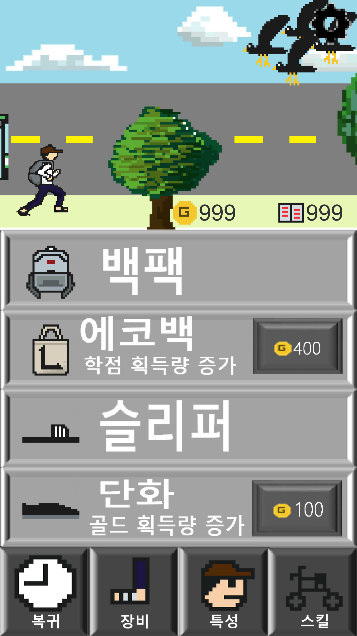 G 999 999
백팩
에코백
학점 획득량 증가
G 400
슬리퍼
단화
골드 획득량 증가
G 100
복귀 장비 특성 스킬